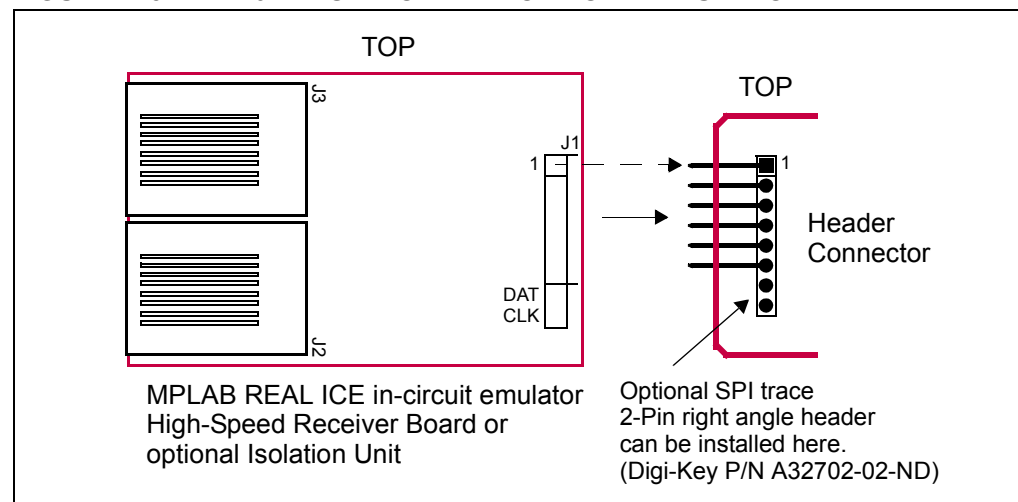 TOP
J3
J1
1
DAT
CLK
J2
MPLAB REAL ICE in-circuit emulator
High-Speed Receiver Board or
optional Isolation Unit
TOP
1
Header
Connector
Optional SPI trace
2-Pin right angle header
can be installed here.
(Digi-Key P/N A32702-02-ND)